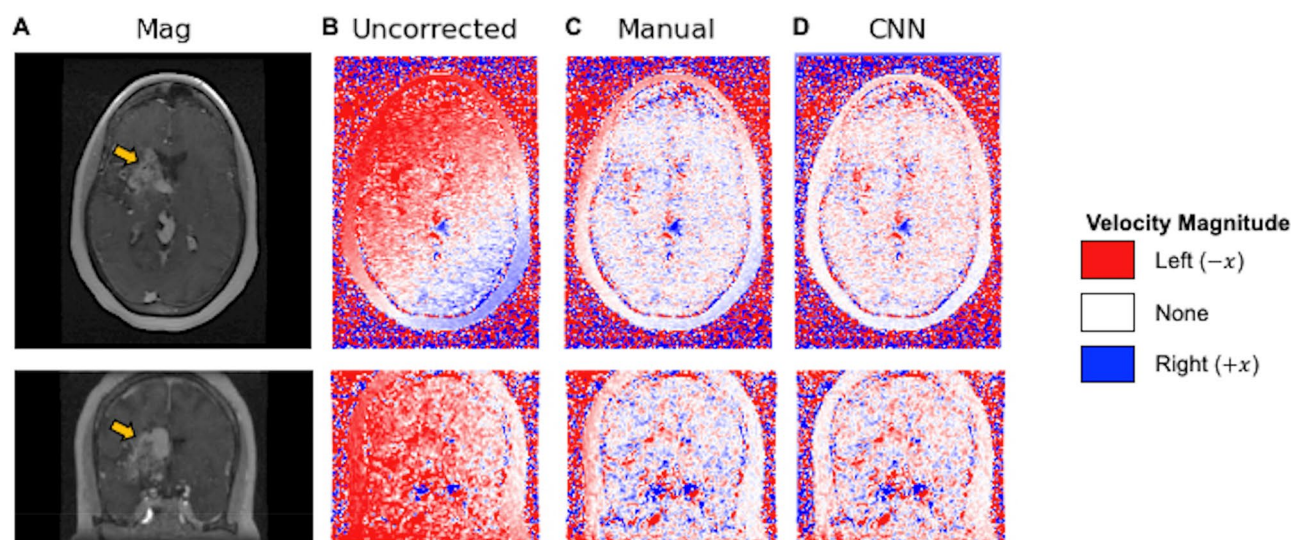 A Mag B Uncorrected C Manual D CNN
Velocity Magnitude
Left (−x)
None
Right (+x)